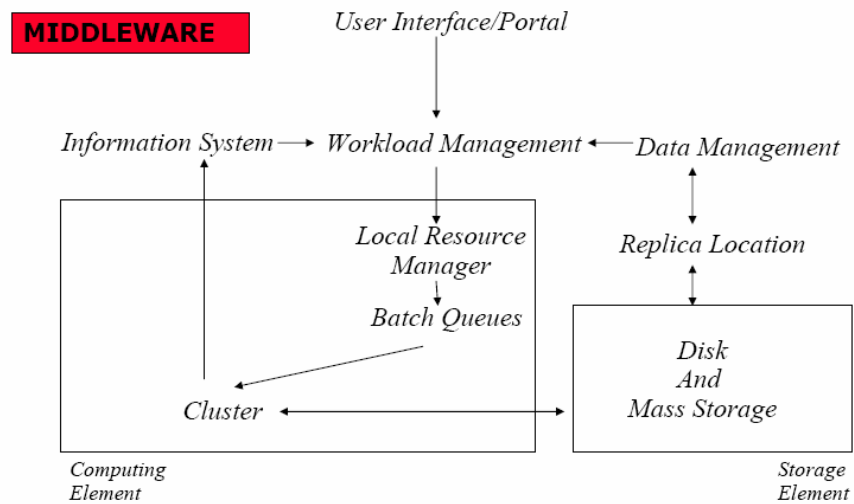 MIDDLEWARE
User Interface/Portal
Information System
Workload Management
Data Management
Local Resource
Manager
Replica Location
Batch Queues
Disk
And
Mass Storage
Cluster
Computing
Element
Storage
Element